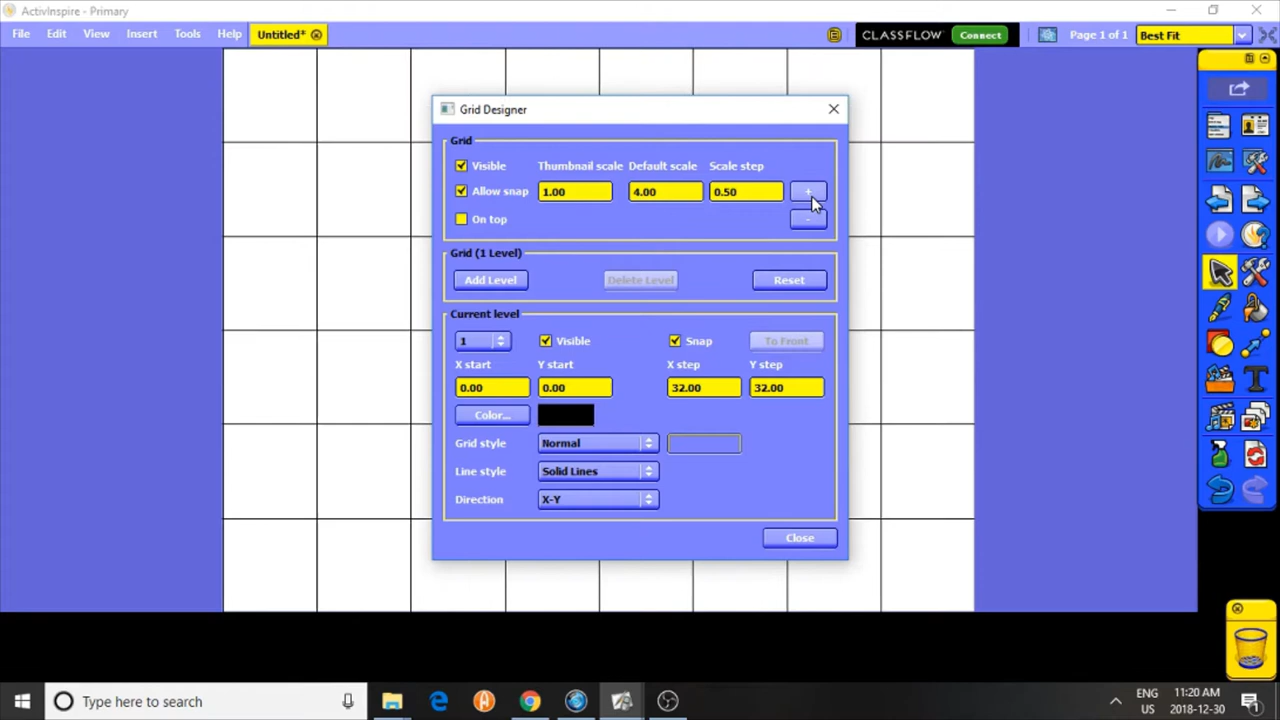 ActivInspire - Primary
File Edit View Insert Tools Help Untitled* CLASSFLOW Connect Page 1 of 1 Best Fit
Grid Designer
Grid
Visible Thumbnail scale Default scale Scale step
Allow snap 1.00 4.00 0.50 +
On top -
Grid (1 Level)
Add Level Delete Level Reset
Current level
1 Visible Snap To Front
X start Y start X step Y step
0.00 0.00 32.00 32.00
Color...
Grid style Normal
Line style Solid Lines
Direction X-Y
Close
Type here to search
ENG 11:20 AM
US 2018-12-30 1